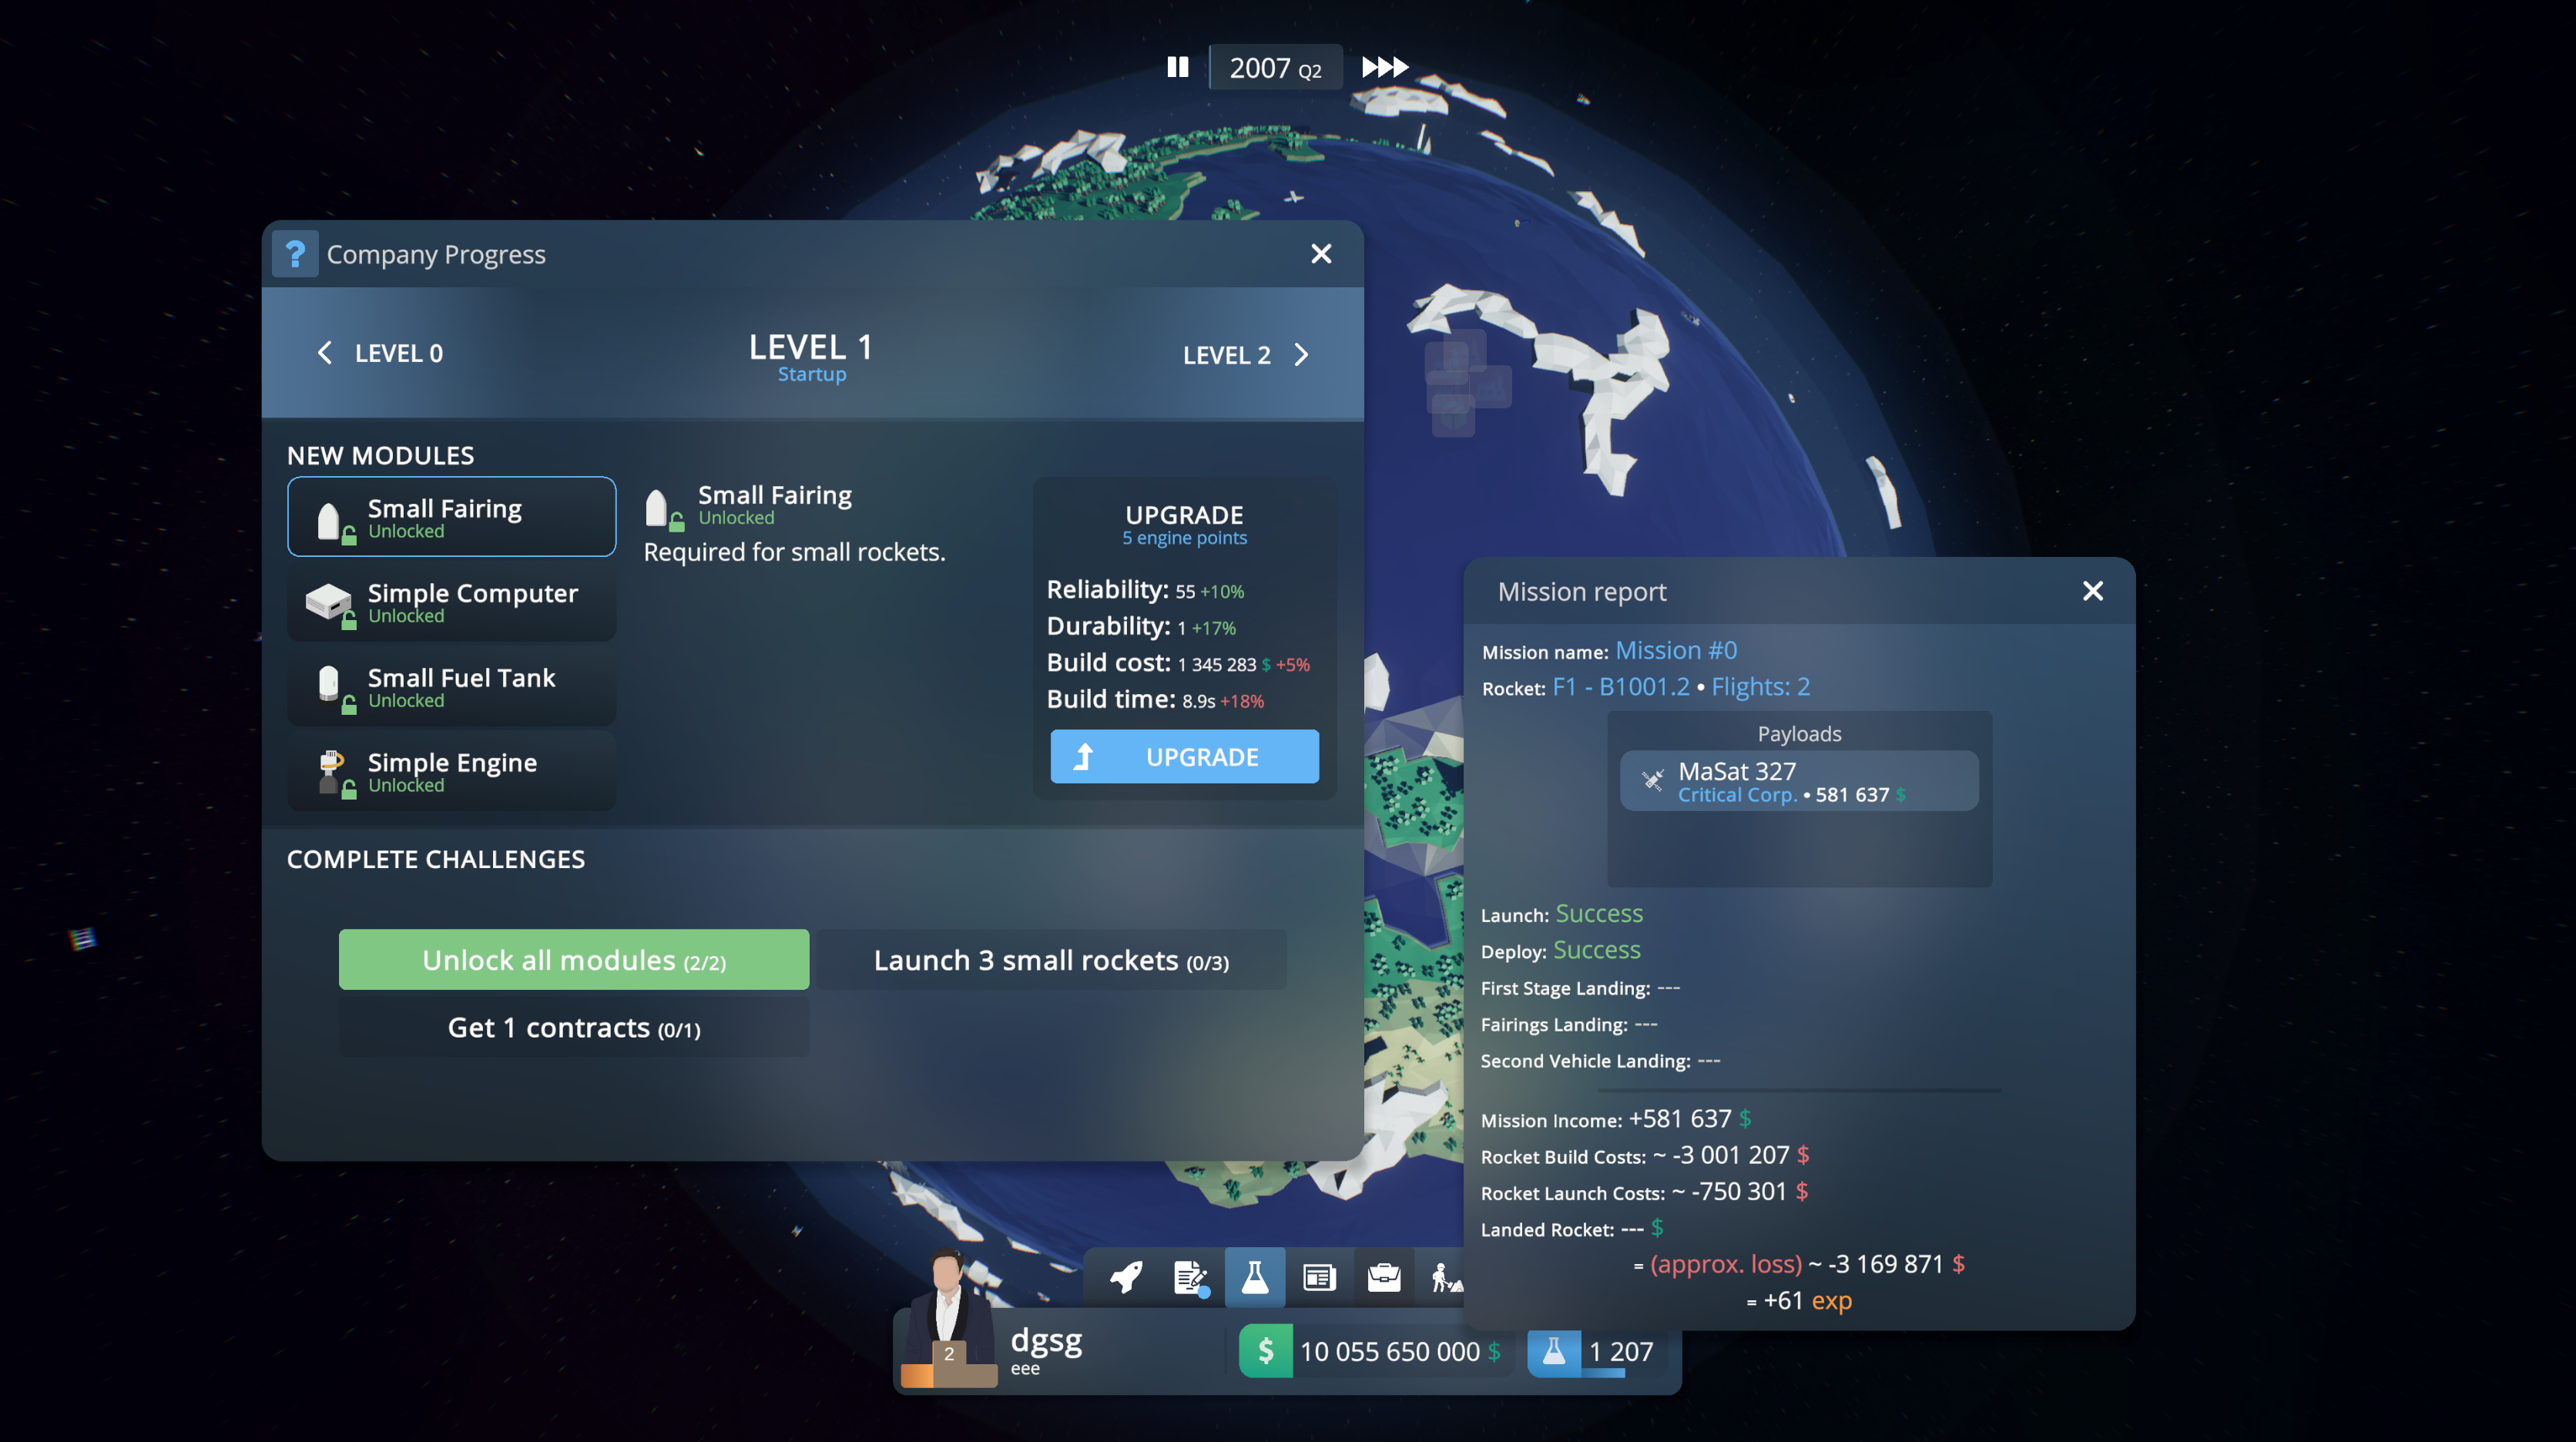 2007 Q2
? Company Progress
LEVEL 0
LEVEL 1
Startup
LEVEL 2
NEW MODULES
Small Fairing
Unlocked
Simple Computer
Unlocked
Small Fuel Tank
Unlocked
Simple Engine
Unlocked
Small Fairing
Unlocked
Required for small rockets.
UPGRADE
5 engine points
Reliability: 55 +10%
Durability: 1 +17%
Build cost: 1 345 283 $ +5%
Build time: 8.9s +18%
UPGRADE
COMPLETE CHALLENGES
Unlock all modules (2/2)
Launch 3 small rockets (0/3)
Get 1 contracts (0/1)
Mission report
Mission name: Mission #0
Rocket: F1 - B1001.2 • Flights: 2
Payloads
MaSat 327
Critical Corp. • 581 637 $
Launch: Success
Deploy: Success
First Stage Landing: ---
Fairings Landing: ---
Second Vehicle Landing: ---
Mission Income: +581 637 $
Rocket Build Costs: ~ -3 001 207 $
Rocket Launch Costs: ~ -750 301 $
Landed Rocket: --- $
= (approx. loss) ~ -3 169 871 $
= +61 exp
2
dgsg
eee
$ 10 055 650 000 $
1 207